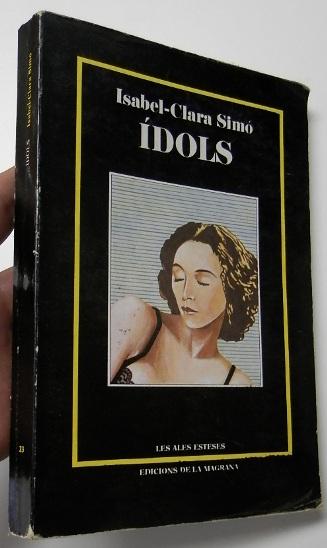 Isabel-Clara Simó
ÍDOLS
LES ALES ESTESES
EDICIONS DE LA MAGRANA
ÍDOLS Isabel-Clara Simó
23